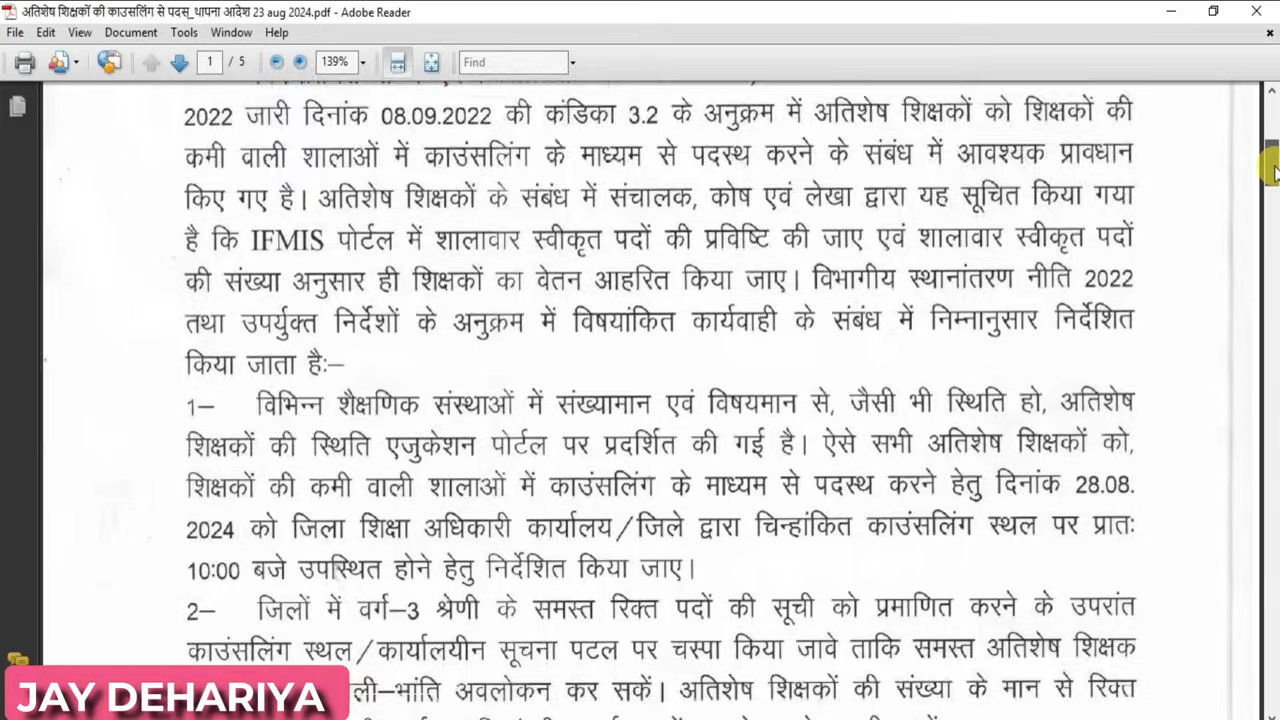 अतिशेष शिक्षकों की काउसलिंग से पदस्_थापना आदेश 23 aug 2024.pdf - Adobe Reader
File Edit View Document Tools Window Help
1 / 5 139% Find
2022 जारी दिनांक 08.09.2022 की कंडिका 3.2 के अनुक्रम में अतिशेष शिक्षकों को शिक्षकों की
कमी वाली शालाओं में काउंसलिंग के माध्यम से पदस्थ करने के संबंध में आवश्यक प्रावधान
किए गए है। अतिशेष शिक्षकों के संबंध में संचालक, कोष एवं लेखा द्वारा यह सूचित किया गया
है कि IFMIS पोर्टल में शालावार स्वीकृत पदों की प्रविष्टि की जाए एवं शालावार स्वीकृत पदों
की संख्या अनुसार ही शिक्षकों का वेतन आहरित किया जाए। विभागीय स्थानांतरण नीति 2022
तथा उपर्युक्त निर्देशों के अनुक्रम में विषयांकित कार्यवाही के संबंध में निम्नानुसार निर्देशित
किया जाता है:–
1– विभिन्न शैक्षणिक संस्थाओं में संख्यामान एवं विषयमान से, जैसी भी स्थिति हो, अतिशेष
शिक्षकों की स्थिति एजुकेशन पोर्टल पर प्रदर्शित की गई है। ऐसे सभी अतिशेष शिक्षकों को,
शिक्षकों की कमी वाली शालाओं में काउंसलिंग के माध्यम से पदस्थ करने हेतु दिनांक 28.08.
2024 को जिला शिक्षा अधिकारी कार्यालय/जिले द्वारा चिन्हांकित काउंसलिंग स्थल पर प्रातः
10:00 बजे उपस्थित होने हेतु निर्देशित किया जाए।
2– जिलों में वर्ग–3 श्रेणी के समस्त रिक्त पदों की सूची को प्रमाणित करने के उपरांत
काउंसलिंग स्थल/कार्यालयीन सूचना पटल पर चस्पा किया जावे ताकि समस्त अतिशेष शिक्षक
ली–भांति अवलोकन कर सकें। अतिशेष शिक्षकों की संख्या के मान से रिक्त
JAY DEHARIYA